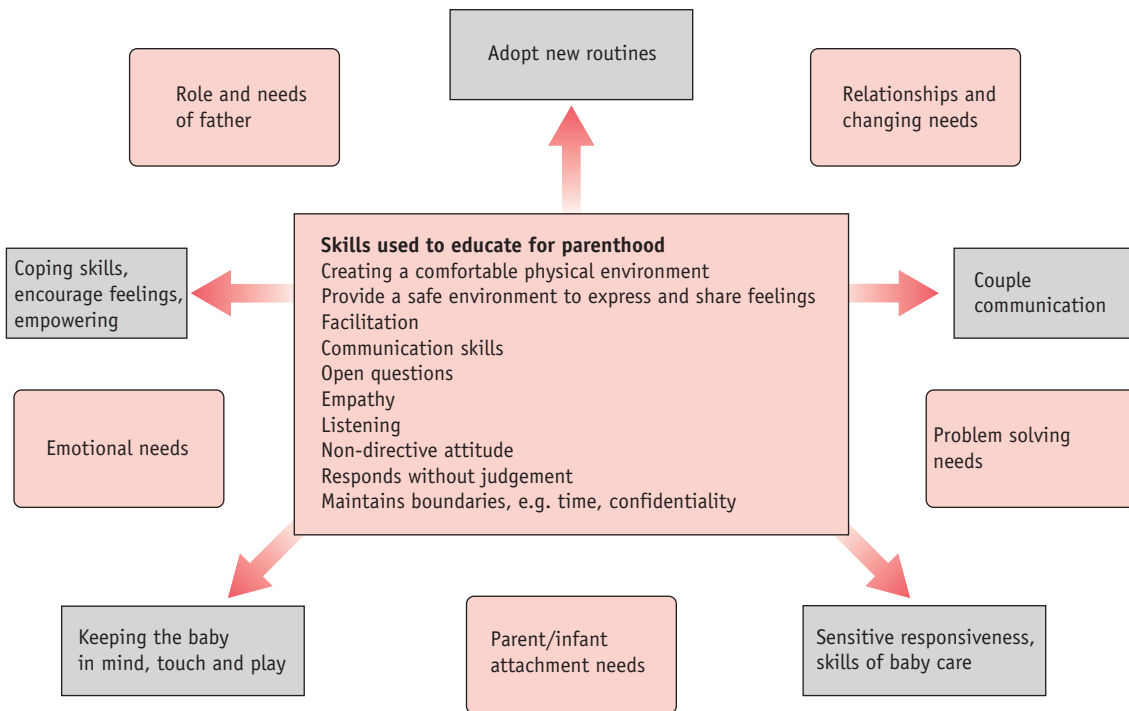 Adopt new routines
Role and needs
of father
Relationships and
changing needs
Skills used to educate for parenthood
Creating a comfortable physical environment
Provide a safe environment to express and share feelings
Facilitation
Communication skills
Open questions
Empathy
Listening
Non-directive attitude
Responds without judgement
Maintains boundaries, e.g. time, confidentiality
Coping skills,
encourage feelings,
empowering
Couple
communication
Emotional needs
Problem solving
needs
Keeping the baby
in mind, touch and play
Parent/infant
attachment needs
Sensitive responsiveness,
skills of baby care